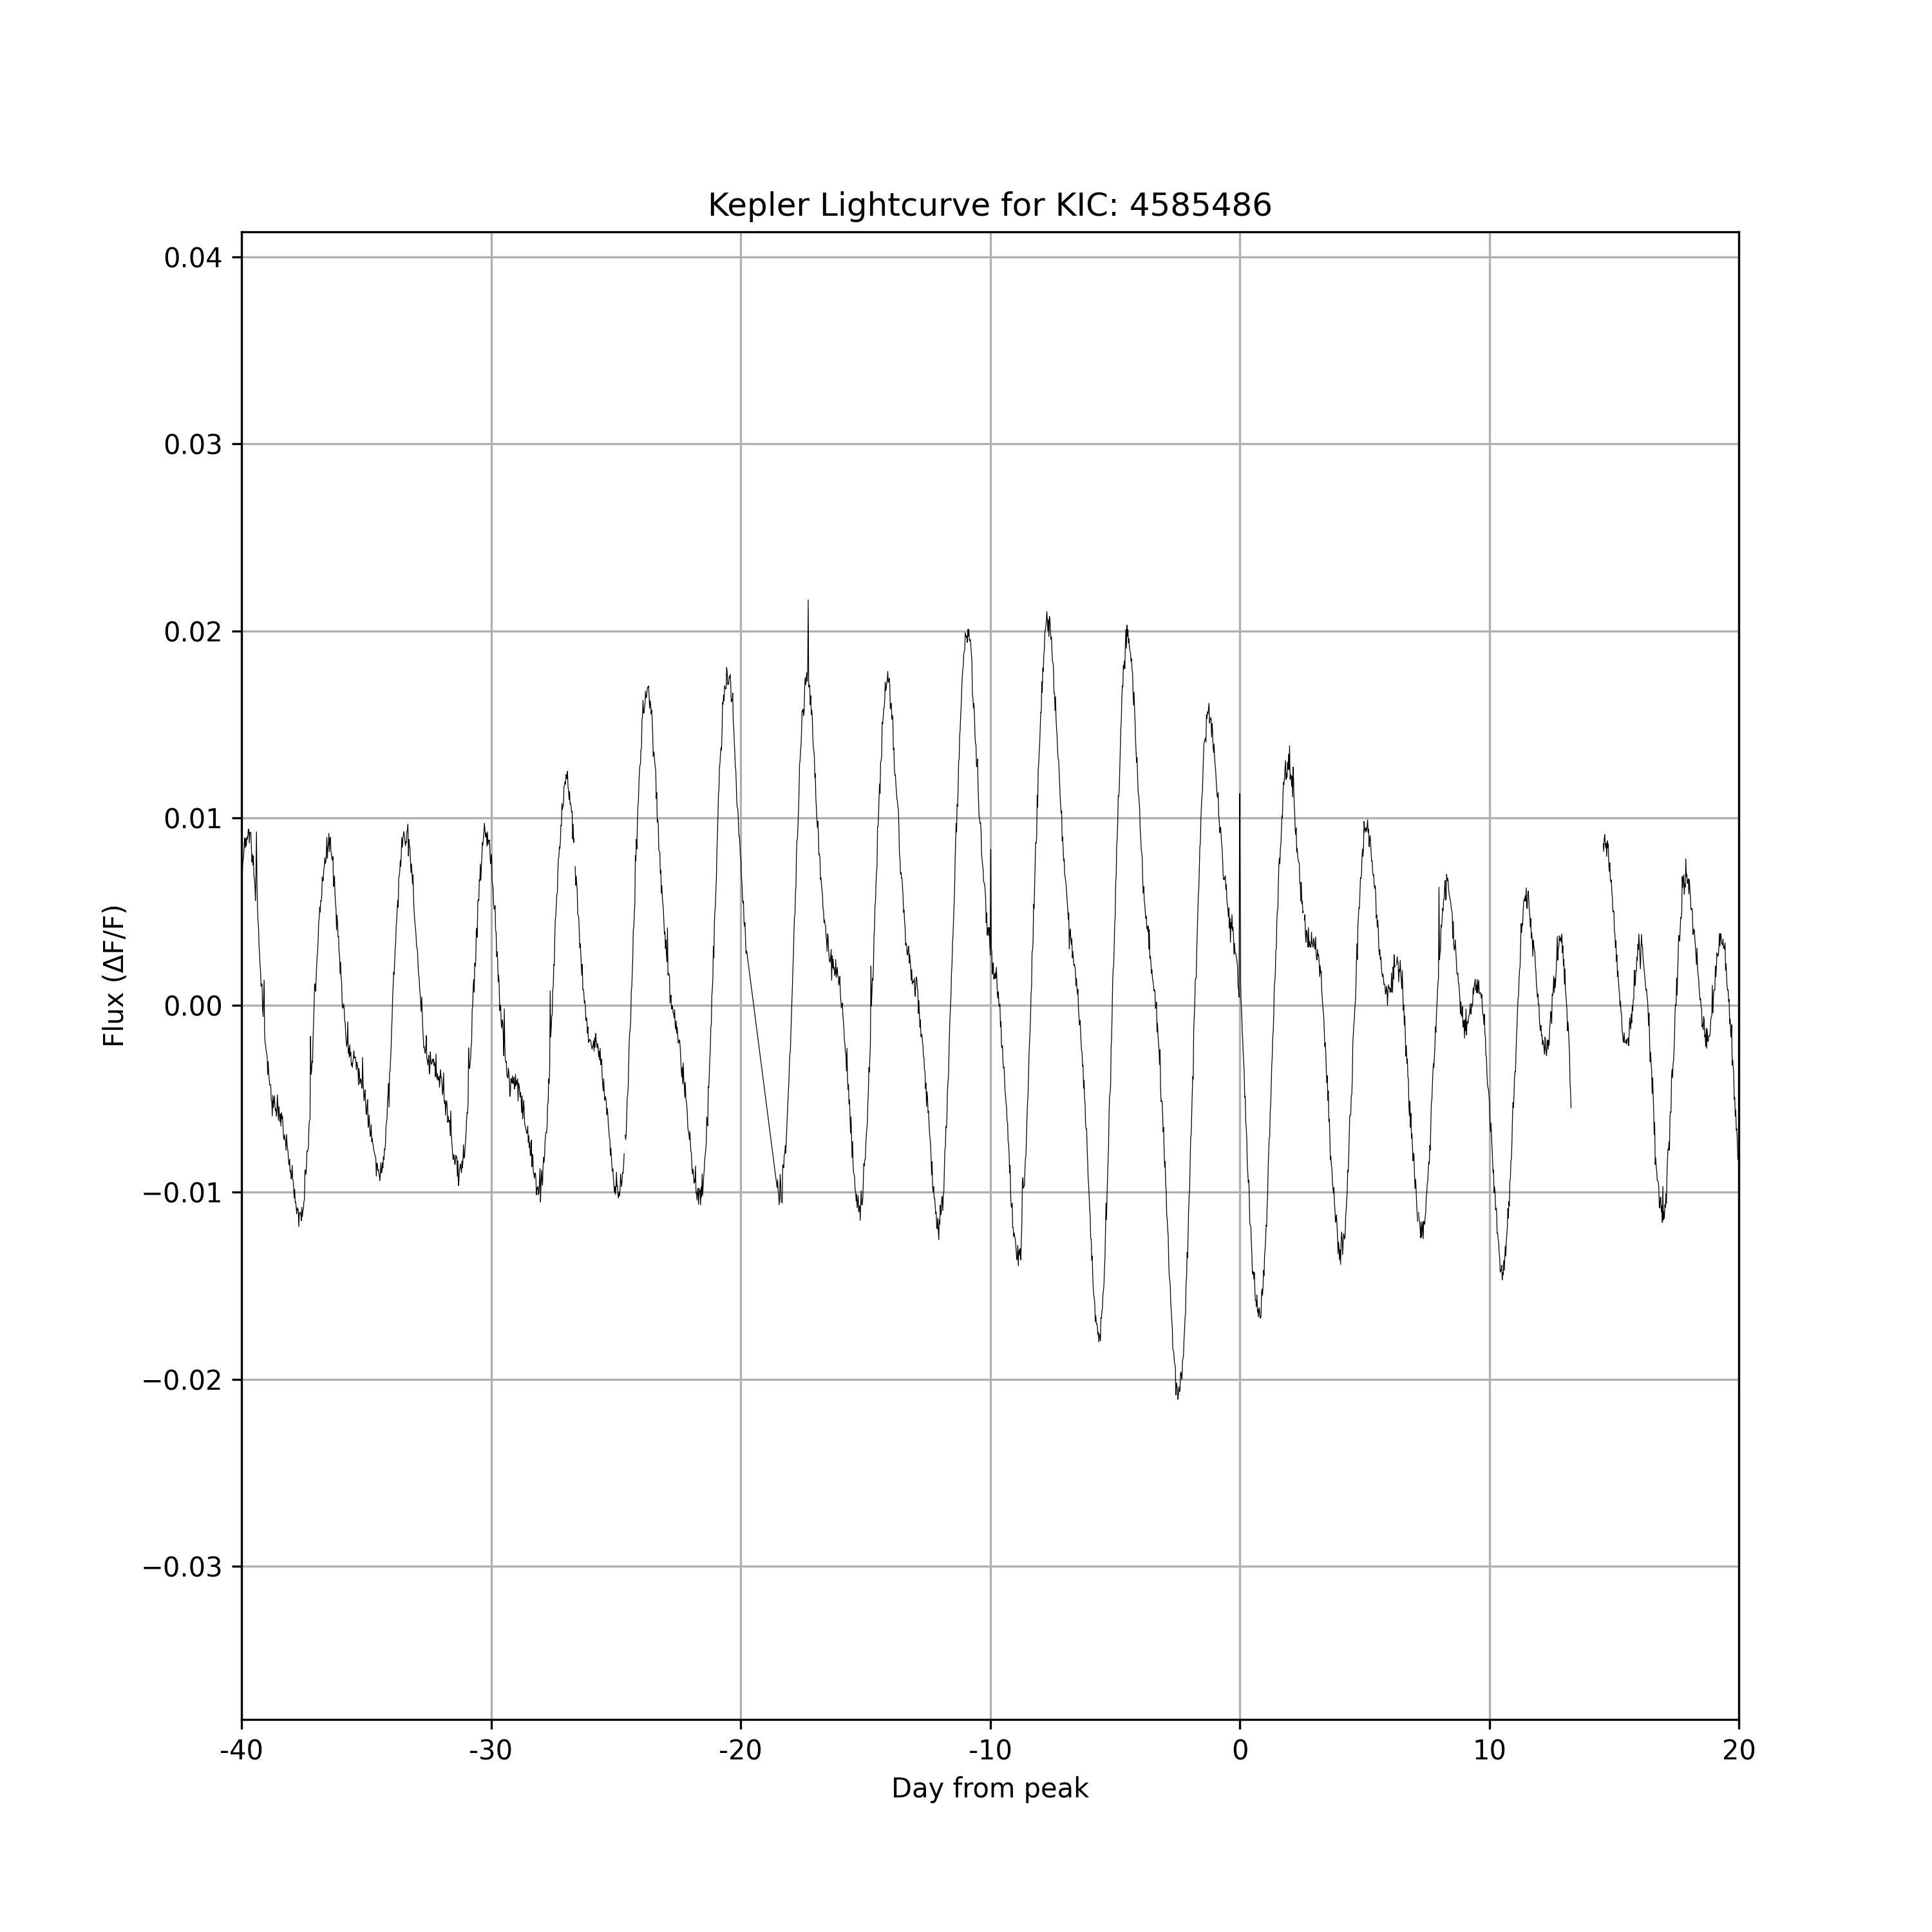 Kepler Lightcurve for KIC: 4585486
0.04
0.03
0.02
0.01
0.00
−0.01
−0.02
−0.03
Flux (ΔF/F)
-40 -30 -20 -10 0 10 20
Day from peak